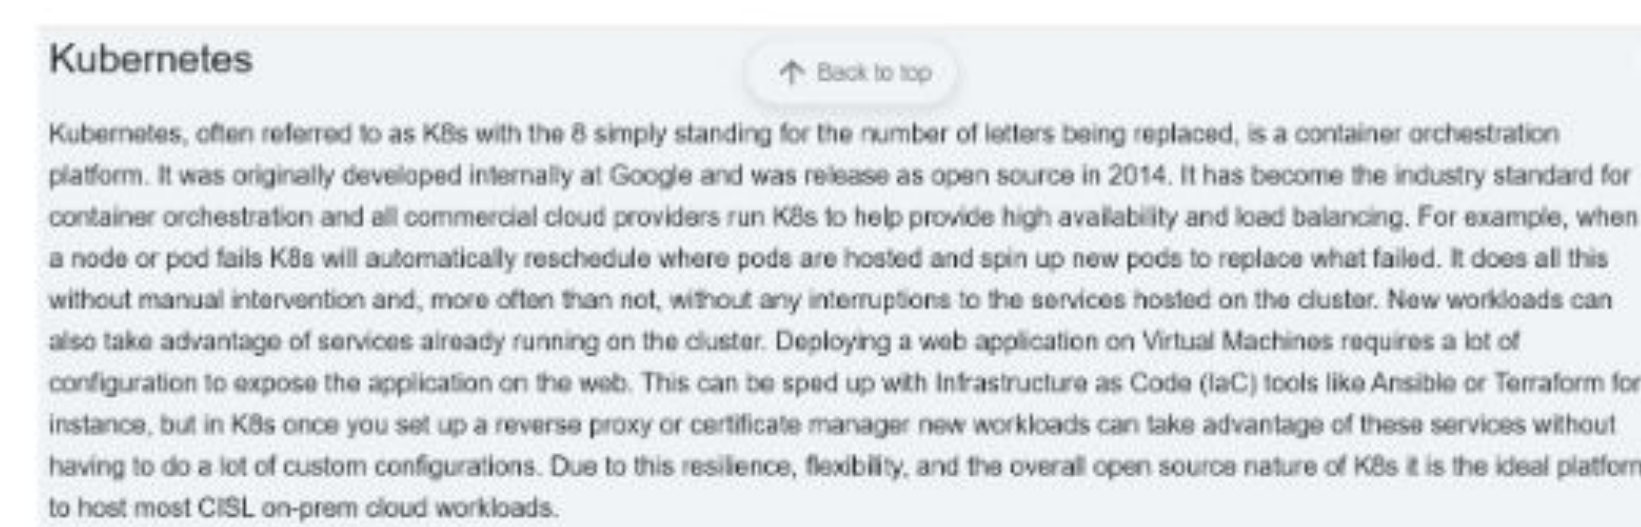 Kubernetes
↑ Back to top
Kubernetes, often referred to as K8s with the 8 simply standing for the number of letters being replaced, is a container orchestration
platform. It was originally developed internally at Google and was release as open source in 2014. It has become the industry standard for
container orchestration and all commercial cloud providers run K8s to help provide high availability and load balancing. For example, when
a node or pod fails K8s will automatically reschedule where pods are hosted and spin up new pods to replace what failed. It does all this
without manual intervention and, more often than not, without any interruptions to the services hosted on the cluster. New workloads can
also take advantage of services already running on the cluster. Deploying a web application on Virtual Machines requires a lot of
configuration to expose the application on the web. This can be sped up with Infrastructure as Code (IaC) tools like Ansible or Terraform for
instance, but in K8s once you set up a reverse proxy or certificate manager new workloads can take advantage of these services without
having to do a lot of custom configurations. Due to this resilience, flexibility, and the overall open source nature of K8s it is the ideal platform
to host most CISL on-prem cloud workloads.